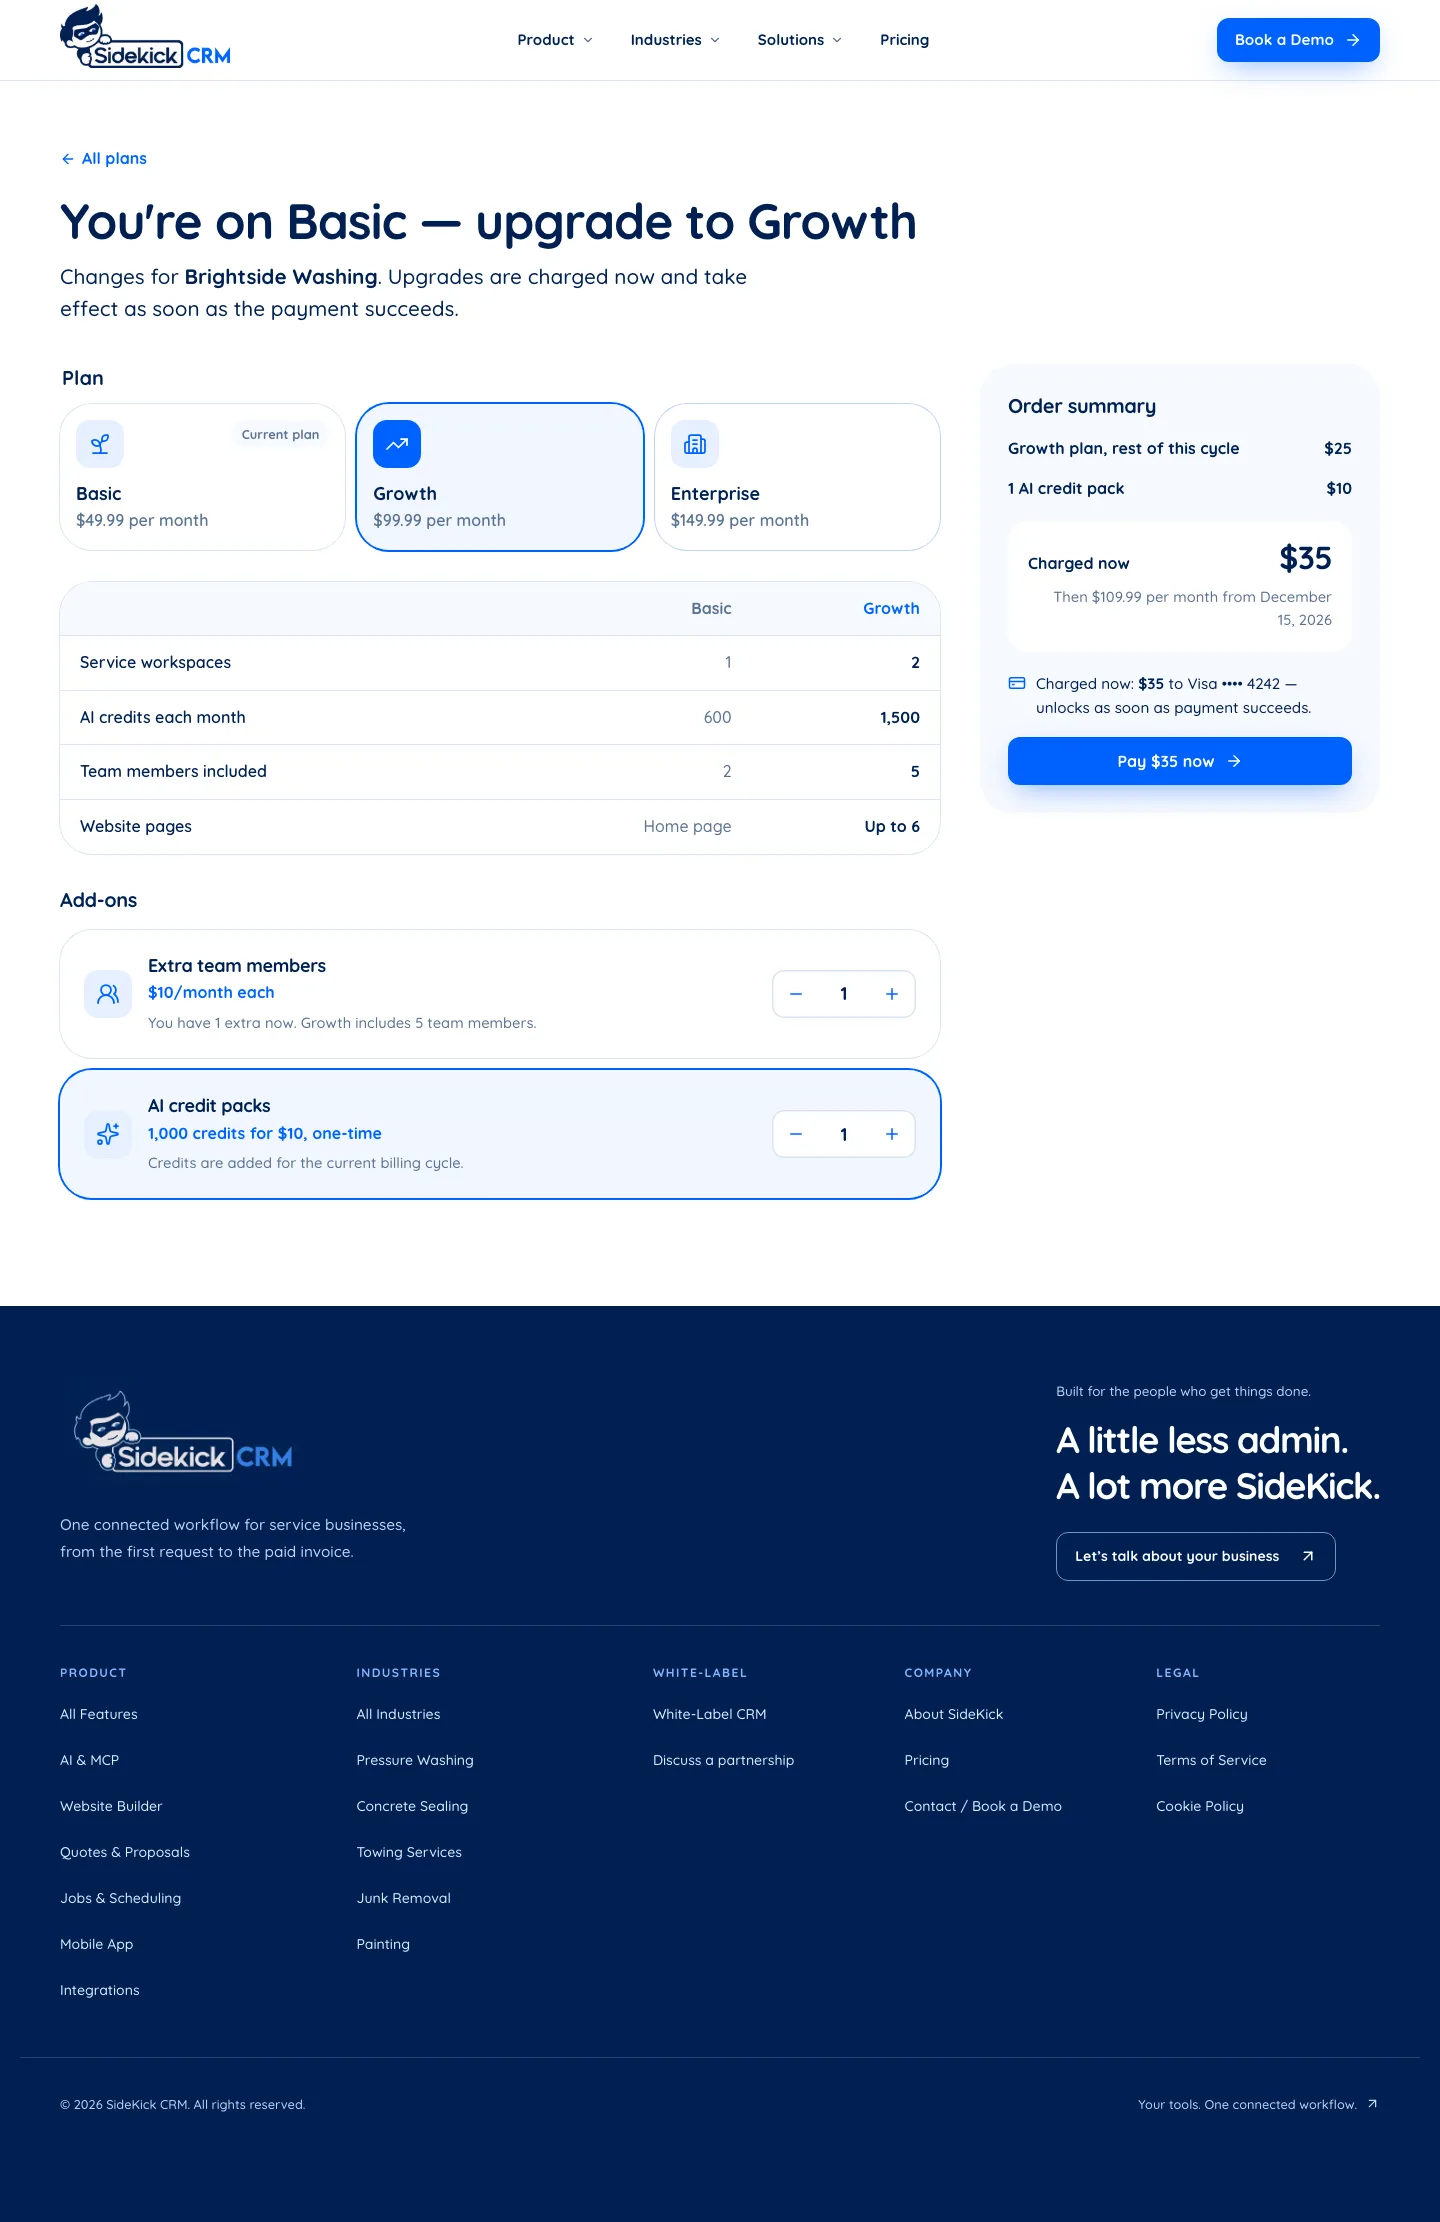 Sidekick CRM
Product
Industries
Solutions
Pricing
Book a Demo
All plans
You're on Basic — upgrade to Growth
Changes for Brightside Washing. Upgrades are charged now and take
effect as soon as the payment succeeds.
Plan
Current plan
Basic
$49.99 per month
Growth
$99.99 per month
Enterprise
$149.99 per month
Basic Growth
Service workspaces 1 2
AI credits each month 600 1,500
Team members included 2 5
Website pages Home page Up to 6
Add-ons
Extra team members
$10/month each
You have 1 extra now. Growth includes 5 team members.
1
AI credit packs
1,000 credits for $10, one-time
Credits are added for the current billing cycle.
1
Order summary
Growth plan, rest of this cycle $25
1 AI credit pack $10
Charged now $35
Then $109.99 per month from December
15, 2026
Charged now: $35 to Visa •••• 4242 —
unlocks as soon as payment succeeds.
Pay $35 now
Sidekick CRM
One connected workflow for service businesses,
from the first request to the paid invoice.
Built for the people who get things done.
A little less admin.
A lot more SideKick.
Let's talk about your business
PRODUCT
All Features
AI & MCP
Website Builder
Quotes & Proposals
Jobs & Scheduling
Mobile App
Integrations
INDUSTRIES
All Industries
Pressure Washing
Concrete Sealing
Towing Services
Junk Removal
Painting
WHITE-LABEL
White-Label CRM
Discuss a partnership
COMPANY
About SideKick
Pricing
Contact / Book a Demo
LEGAL
Privacy Policy
Terms of Service
Cookie Policy
© 2026 SideKick CRM. All rights reserved.
Your tools. One connected workflow.